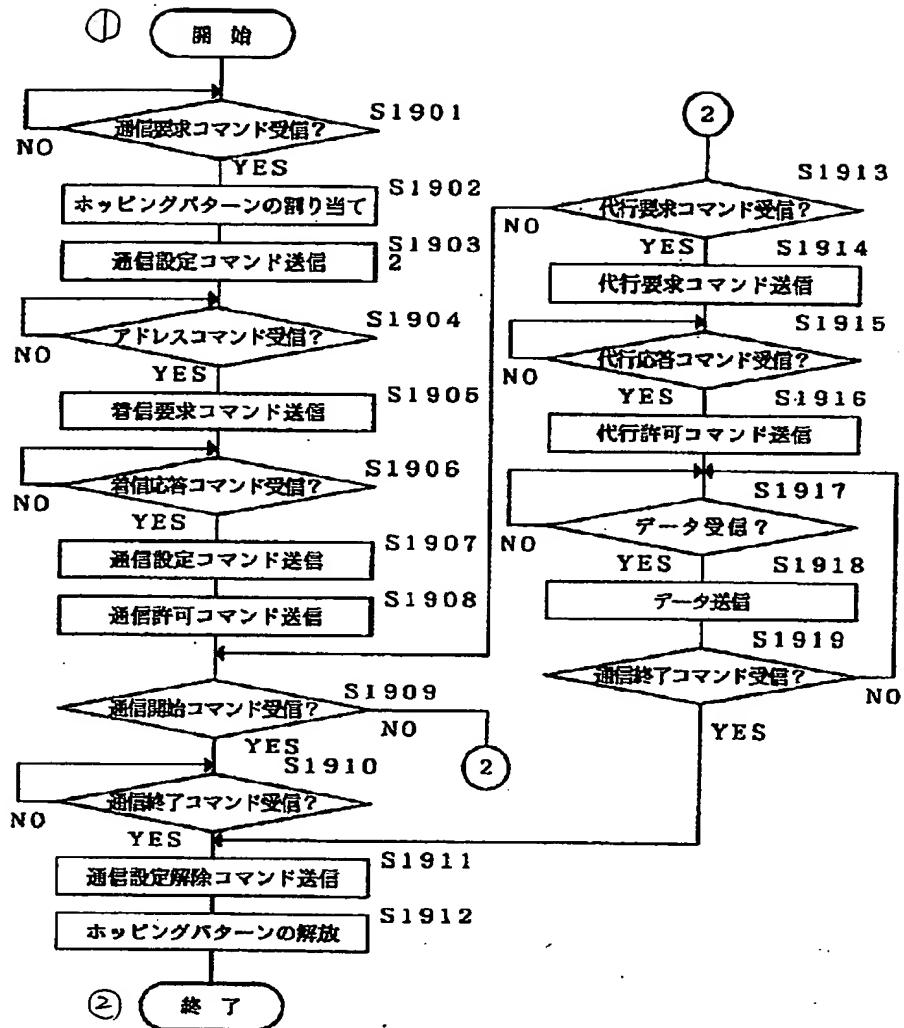 ① 開始
S1901
通信要求コマンド受信?
NO
YES
S1902
ホッピングパターンの割り当て
S1903
2
通信設定コマンド送信
S1904
アドレスコマンド受信?
NO
YES
S1905
着信要求コマンド送信
S1906
着信応答コマンド受信?
NO
YES
S1907
通信設定コマンド送信
S1908
通信許可コマンド送信
S1909
通信開始コマンド受信?
NO
YES
2
S1910
通信終了コマンド受信?
NO
YES
S1911
通信設定解除コマンド送信
S1912
ホッピングパターンの解放
② 終了
2
S1913
代行要求コマンド受信?
NO
YES
S1914
代行要求コマンド送信
S1915
代行応答コマンド受信?
NO
YES
S1916
代行許可コマンド送信
S1917
データ受信?
NO
YES
S1918
データ送信
S1919
通信終了コマンド受信?
NO
YES